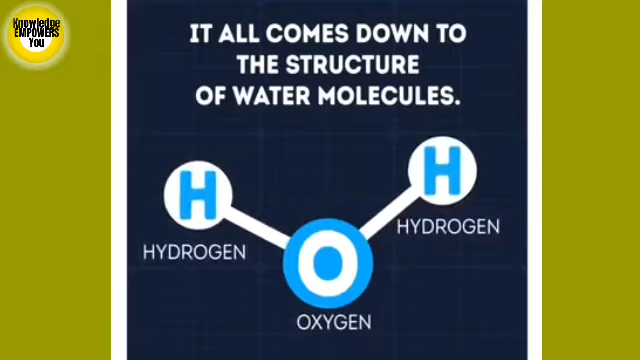 Knowledge
EMPOWERS
You
IT ALL COMES DOWN TO
THE STRUCTURE
OF WATER MOLECULES.
H
H
HYDROGEN
HYDROGEN
O
OXYGEN